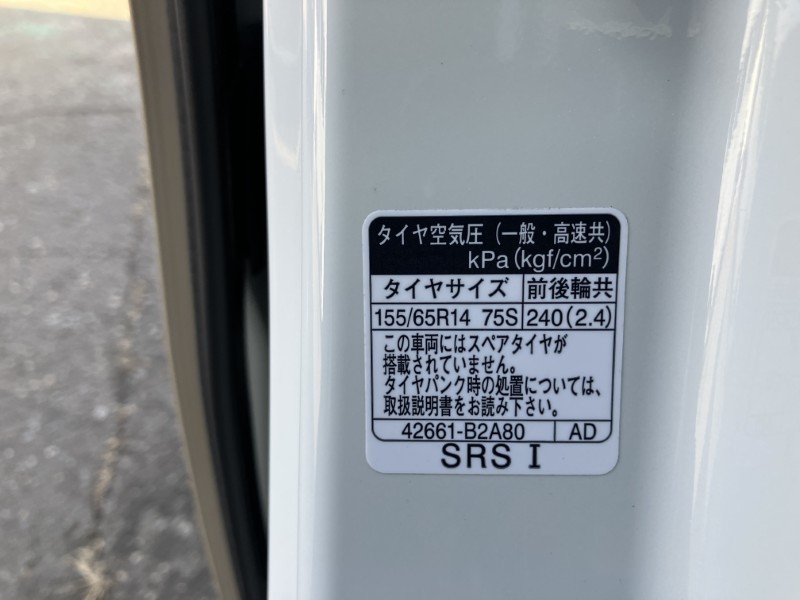 タイヤ空気圧（一般・高速共）
kPa(kgf/cm²)
タイヤサイズ 前後輪共
155/65R14 75S 240(2.4)
この車両にはスペアタイヤが
搭載されていません。
タイヤパンク時の処置については、
取扱説明書をお読み下さい。
42661-B2A80 AD
SRS I